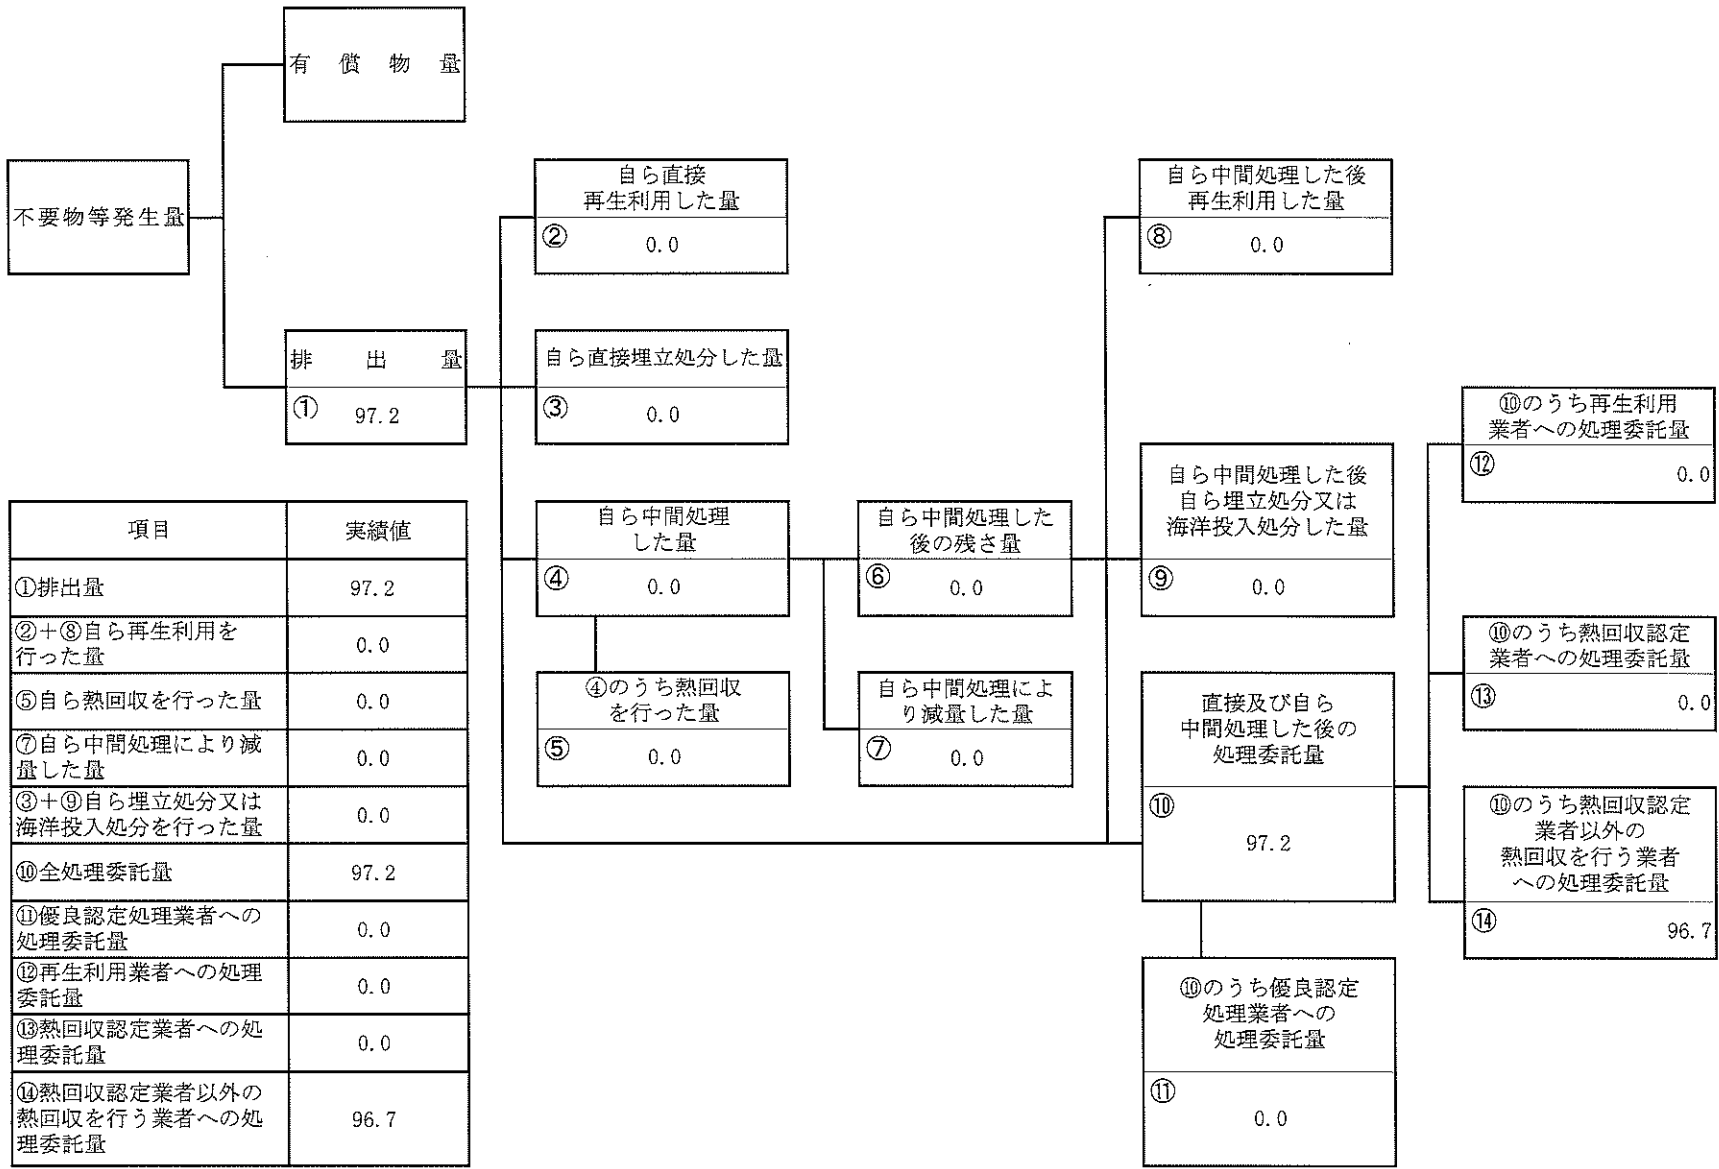 有償物量
不要物等発生量
排出量
① 97.2
自ら直接
再生利用した量
② 0.0
自ら直接埋立処分した量
③ 0.0
自ら中間処理
した量
④ 0.0
④のうち熱回収
を行った量
⑤ 0.0
自ら中間処理した
後の残さ量
⑥ 0.0
自ら中間処理によ
り減量した量
⑦ 0.0
自ら中間処理した後
再生利用した量
⑧ 0.0
自ら中間処理した後
自ら埋立処分又は
海洋投入処分した量
⑨ 0.0
直接及び自ら
中間処理した後の
処理委託量
⑩
97.2
⑩のうち優良認定
処理業者への
処理委託量
⑪
0.0
⑩のうち再生利用
業者への処理委託量
⑫ 0.0
⑩のうち熱回収認定
業者への処理委託量
⑬ 0.0
⑩のうち熱回収認定
業者以外の
熱回収を行う業者
への処理委託量
⑭ 96.7
項目 実績値
①排出量 97.2
②+⑧自ら再生利用を
行った量 0.0
⑤自ら熱回収を行った量 0.0
⑦自ら中間処理により減
量した量 0.0
③+⑨自ら埋立処分又は
海洋投入処分を行った量 0.0
⑩全処理委託量 97.2
⑪優良認定処理業者への
処理委託量 0.0
⑫再生利用業者への処理
委託量 0.0
⑬熱回収認定業者への処
理委託量 0.0
⑭熱回収認定業者以外の
熱回収を行う業者への処
理委託量 96.7